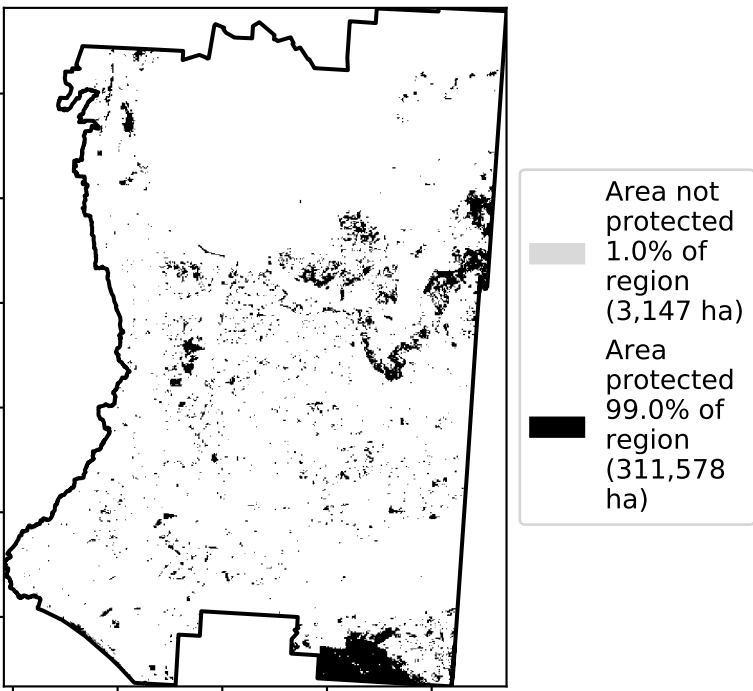 Area not
protected
1.0% of
region
(3,147 ha)
Area
protected
99.0% of
region
(311,578
ha)